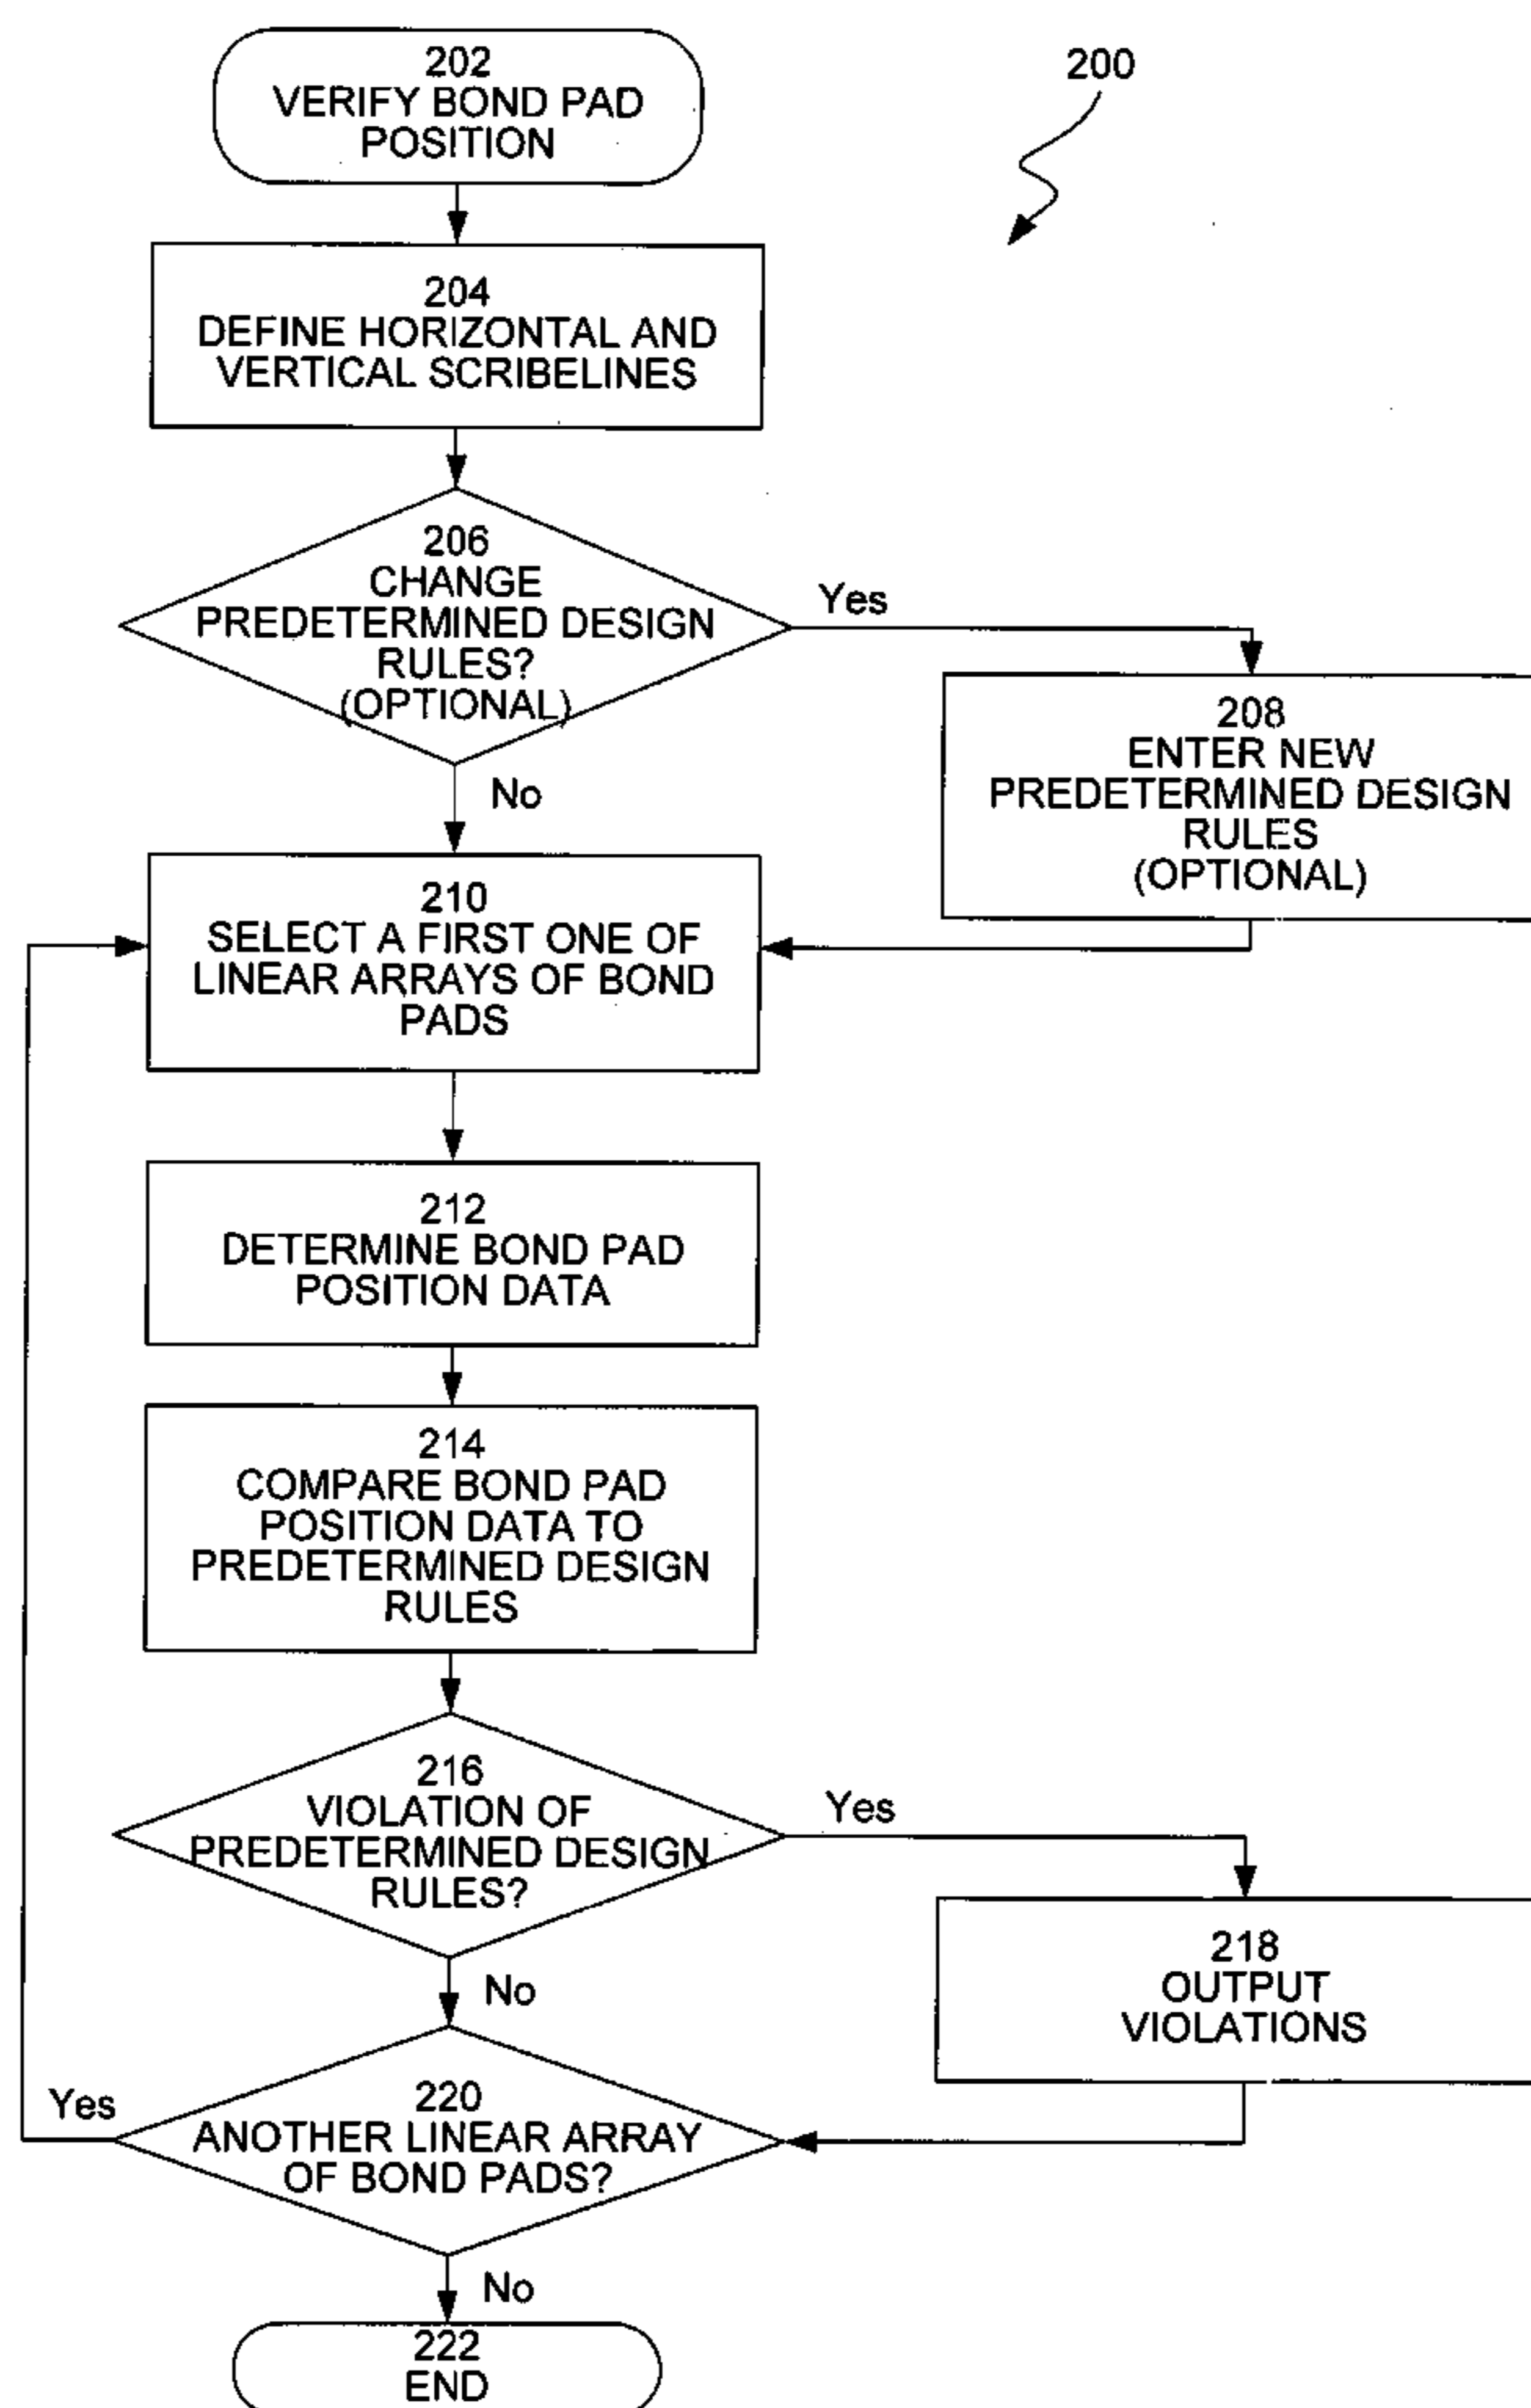 202
VERIFY BOND PAD
POSITION
200
204
DEFINE HORIZONTAL AND
VERTICAL SCRIBELINES
206
CHANGE
PREDETERMINED DESIGN
RULES?
(OPTIONAL)
Yes
208
ENTER NEW
PREDETERMINED DESIGN
RULES
(OPTIONAL)
No
210
SELECT A FIRST ONE OF
LINEAR ARRAYS OF BOND
PADS
212
DETERMINE BOND PAD
POSITION DATA
214
COMPARE BOND PAD
POSITION DATA TO
PREDETERMINED DESIGN
RULES
216
VIOLATION OF
PREDETERMINED DESIGN
RULES?
Yes
218
OUTPUT
VIOLATIONS
No
Yes
220
ANOTHER LINEAR ARRAY
OF BOND PADS?
No
222
END